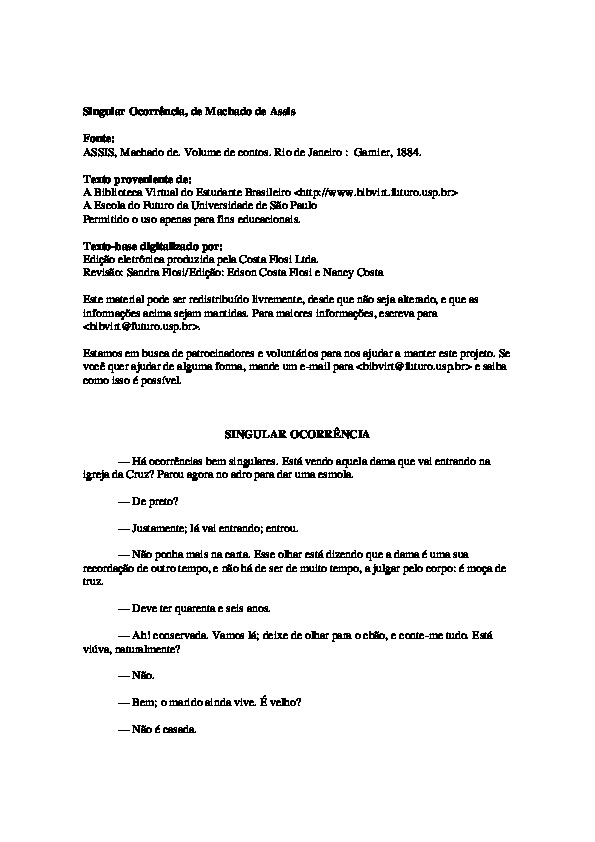 Singular Ocorrência, de Machado de Assis
Fonte:
ASSIS, Machado de. Volume de contos. Rio de Janeiro : Garnier, 1884.
Texto proveniente de:
A Biblioteca Virtual do Estudante Brasileiro <http://www.bibvirt.futuro.usp.br>
A Escola do Futuro da Universidade de São Paulo
Permitido o uso apenas para fins educacionais.
Texto-base digitalizado por:
Edição eletrônica produzida pela Costa Flosi Ltda.
Revisão: Sandra Flosi/Edição: Edson Costa Flosi e Nancy Costa
Este material pode ser redistribuído livremente, desde que não seja alterado, e que as
informações acima sejam mantidas. Para maiores informações, escreva para
<bibvirt@futuro.usp.br>.
Estamos em busca de patrocinadores e voluntários para nos ajudar a manter este projeto. Se
você quer ajudar de alguma forma, mande um e-mail para <bibvirt@futuro.usp.br> e saiba
como isso é possível.
SINGULAR OCORRÊNCIA
— Há ocorrências bem singulares. Está vendo aquela dama que vai entrando na
igreja da Cruz? Parou agora no adro para dar uma esmola.
— De preto?
— Justamente; lá vai entrando; entrou.
— Não ponha mais na carta. Esse olhar está dizendo que a dama é uma sua
recordação de outro tempo, e não há de ser de muito tempo, a julgar pelo corpo: é moça de
truz.
— Deve ter quarenta e seis anos.
— Ah! conservada. Vamos lá; deixe de olhar para o chão, e conte-me tudo. Está
viúva, naturalmente?
— Não.
— Bem; o marido ainda vive. É velho?
— Não é casada.